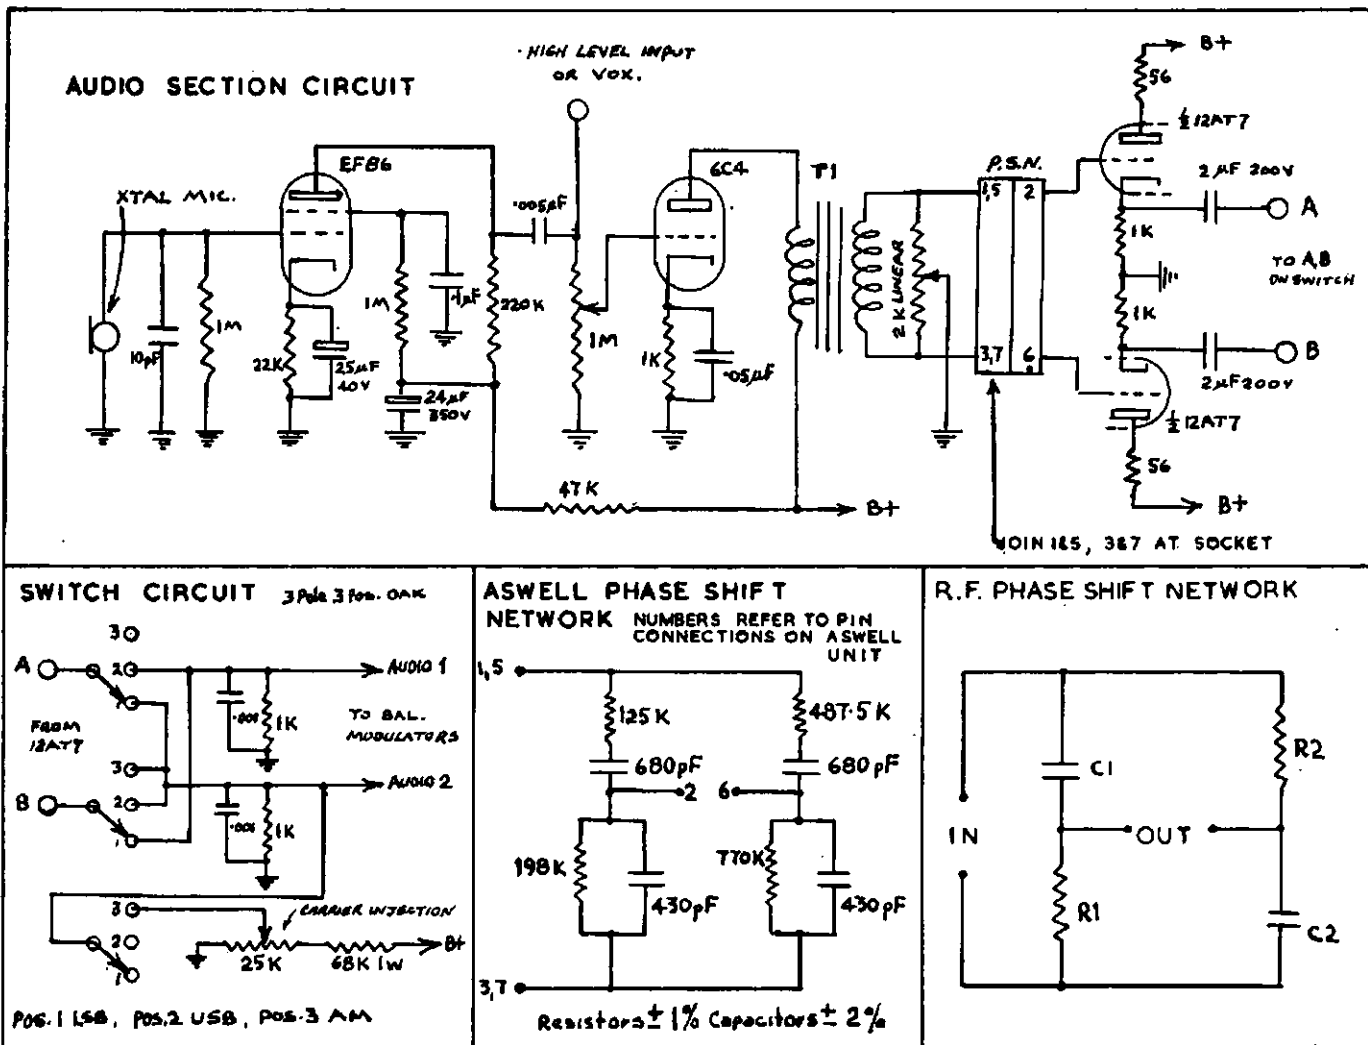 AUDIO SECTION CIRCUIT
HIGH LEVEL INPUT
OR VOX.
B+
56
½12AT7
EF86
6C4
T1
P.S.N.
2µF 200V
XTAL MIC.
.005µF
1,5
2
A
1K
TO A,B
ON SWITCH
1M
10pF
1M
.1µF
220K
1M
2K LINEAR
1K
22K
25µF
40V
1K
.05µF
3,7
6
B
24µF
350V
2µF 200V
½12AT7
56
47K
B+
B+
JOIN 1&5, 3&7 AT SOCKET
SWITCH CIRCUIT 3 Pole 3 Pos. OAK
3
A
2
AUDIO 1
1
.001
1K
FROM
12AT7
TO BAL.
MODULATORS
3
AUDIO 2
B
2
.001
1K
1
3
CARRIER INJECTION
2
B+
25K
68K 1W
1
POS.1 LSB, POS.2 USB, POS.3 AM
ASWELL PHASE SHIFT
NETWORK NUMBERS REFER TO PIN
CONNECTIONS ON ASWELL
UNIT
1,5
125K
487.5K
680pF
680pF
2
6
198K
770K
430pF
430pF
3,7
Resistors ± 1% Capacitors ± 2%
R.F. PHASE SHIFT NETWORK
C1
R2
IN
OUT
R1
C2